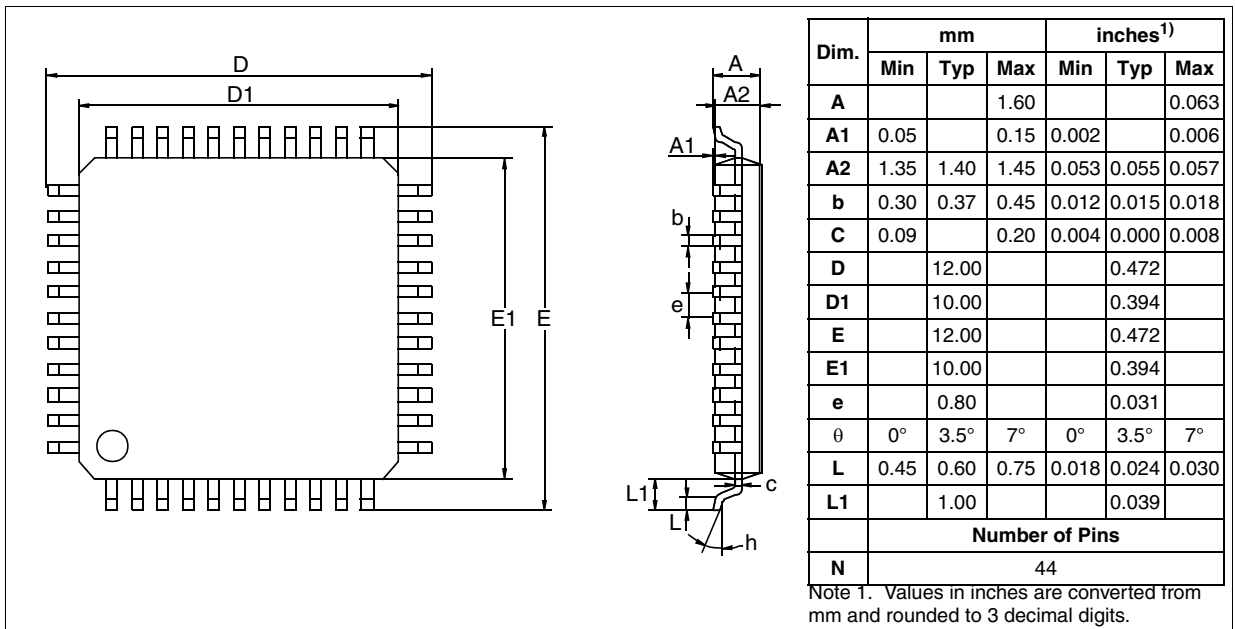 D
D1
A
A2
A1
b
e
E1 E
L1
L
c
h
Dim. mm inches1)
Min Typ Max Min Typ Max
A 1.60 0.063
A1 0.05 0.15 0.002 0.006
A2 1.35 1.40 1.45 0.053 0.055 0.057
b 0.30 0.37 0.45 0.012 0.015 0.018
C 0.09 0.20 0.004 0.000 0.008
D 12.00 0.472
D1 10.00 0.394
E 12.00 0.472
E1 10.00 0.394
e 0.80 0.031
θ 0° 3.5° 7° 0° 3.5° 7°
L 0.45 0.60 0.75 0.018 0.024 0.030
L1 1.00 0.039
Number of Pins
N 44
Note 1. Values in inches are converted from
mm and rounded to 3 decimal digits.